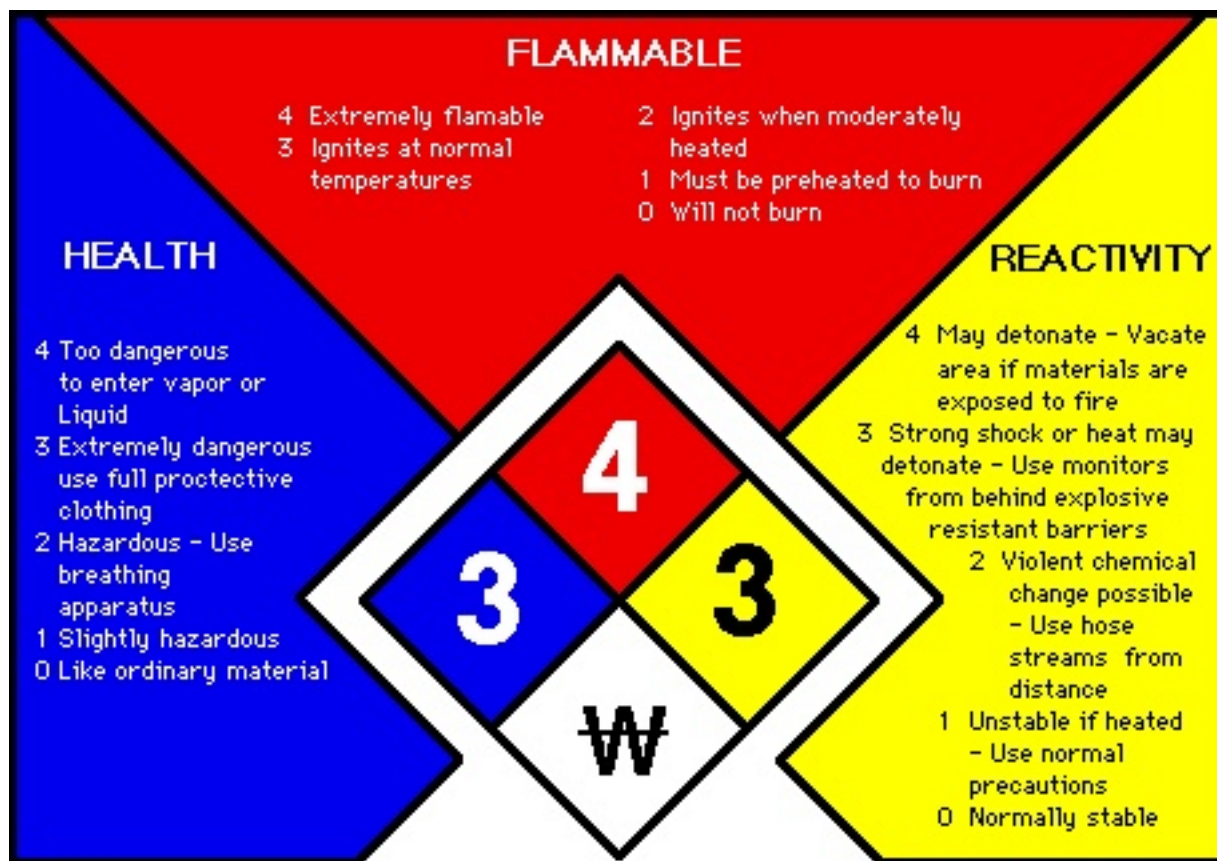 FLAMMABLE
4 Extremely flamable
3 Ignites at normal
temperatures
2 Ignites when moderately
heated
1 Must be preheated to burn
0 Will not burn
HEALTH
4 Too dangerous
to enter vapor or
Liquid
3 Extremely dangerous
use full proctective
clothing
2 Hazardous - Use
breathing
apparatus
1 Slightly hazardous
0 Like ordinary material
REACTIVITY
4 May detonate - Vacate
area if materials are
exposed to fire
3 Strong shock or heat may
detonate - Use monitors
from behind explosive
resistant barriers
2 Violent chemical
change possible
- Use hose
streams from
distance
1 Unstable if heated
- Use normal
precautions
0 Normally stable
4
3
3
W